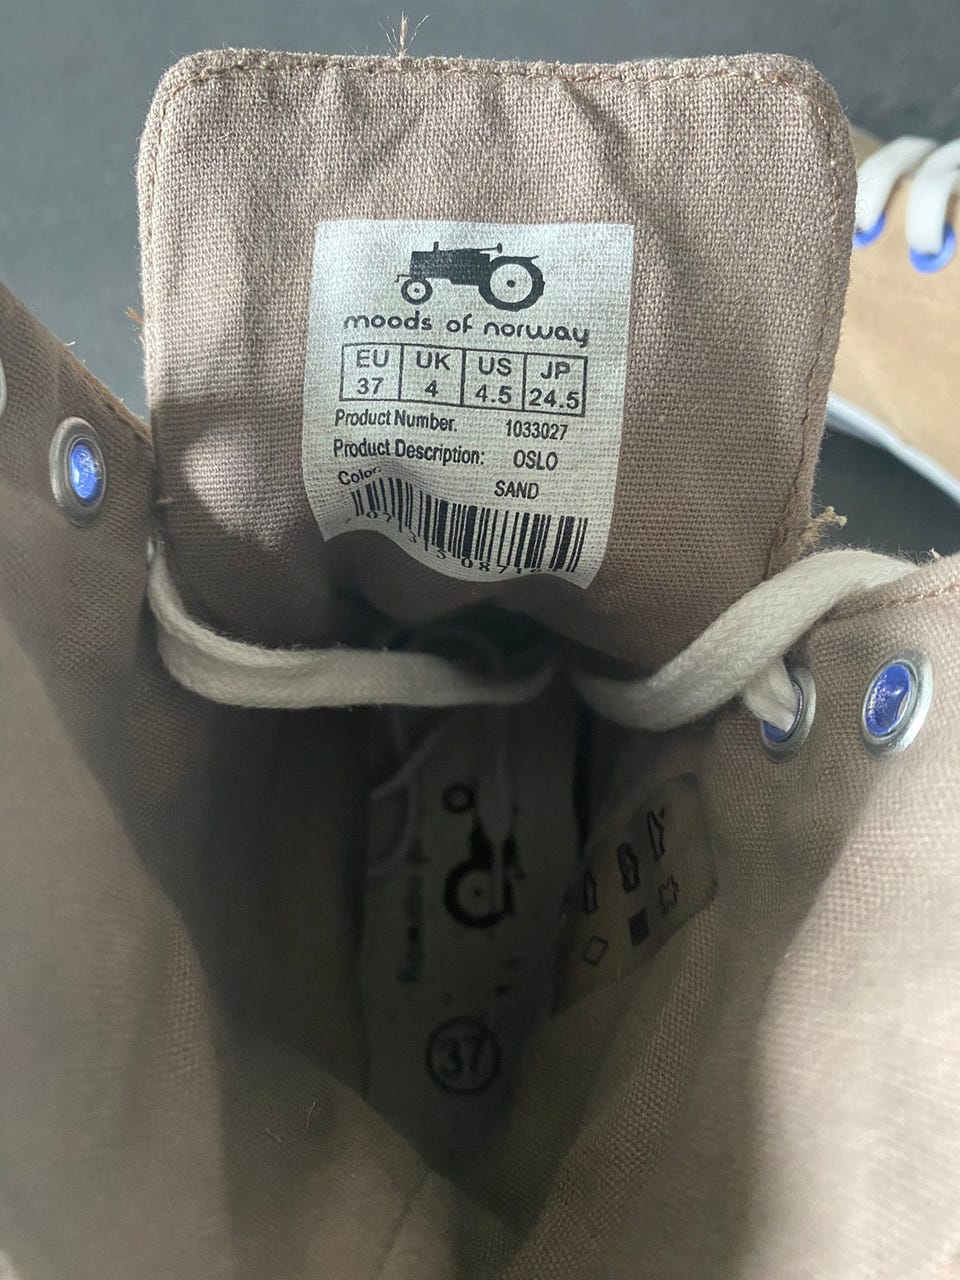 moods of norway
EU UK US JP
37 4 4.5 24.5
Product Number. 1033027
Product Description: OSLO
Color: SAND
norway
37